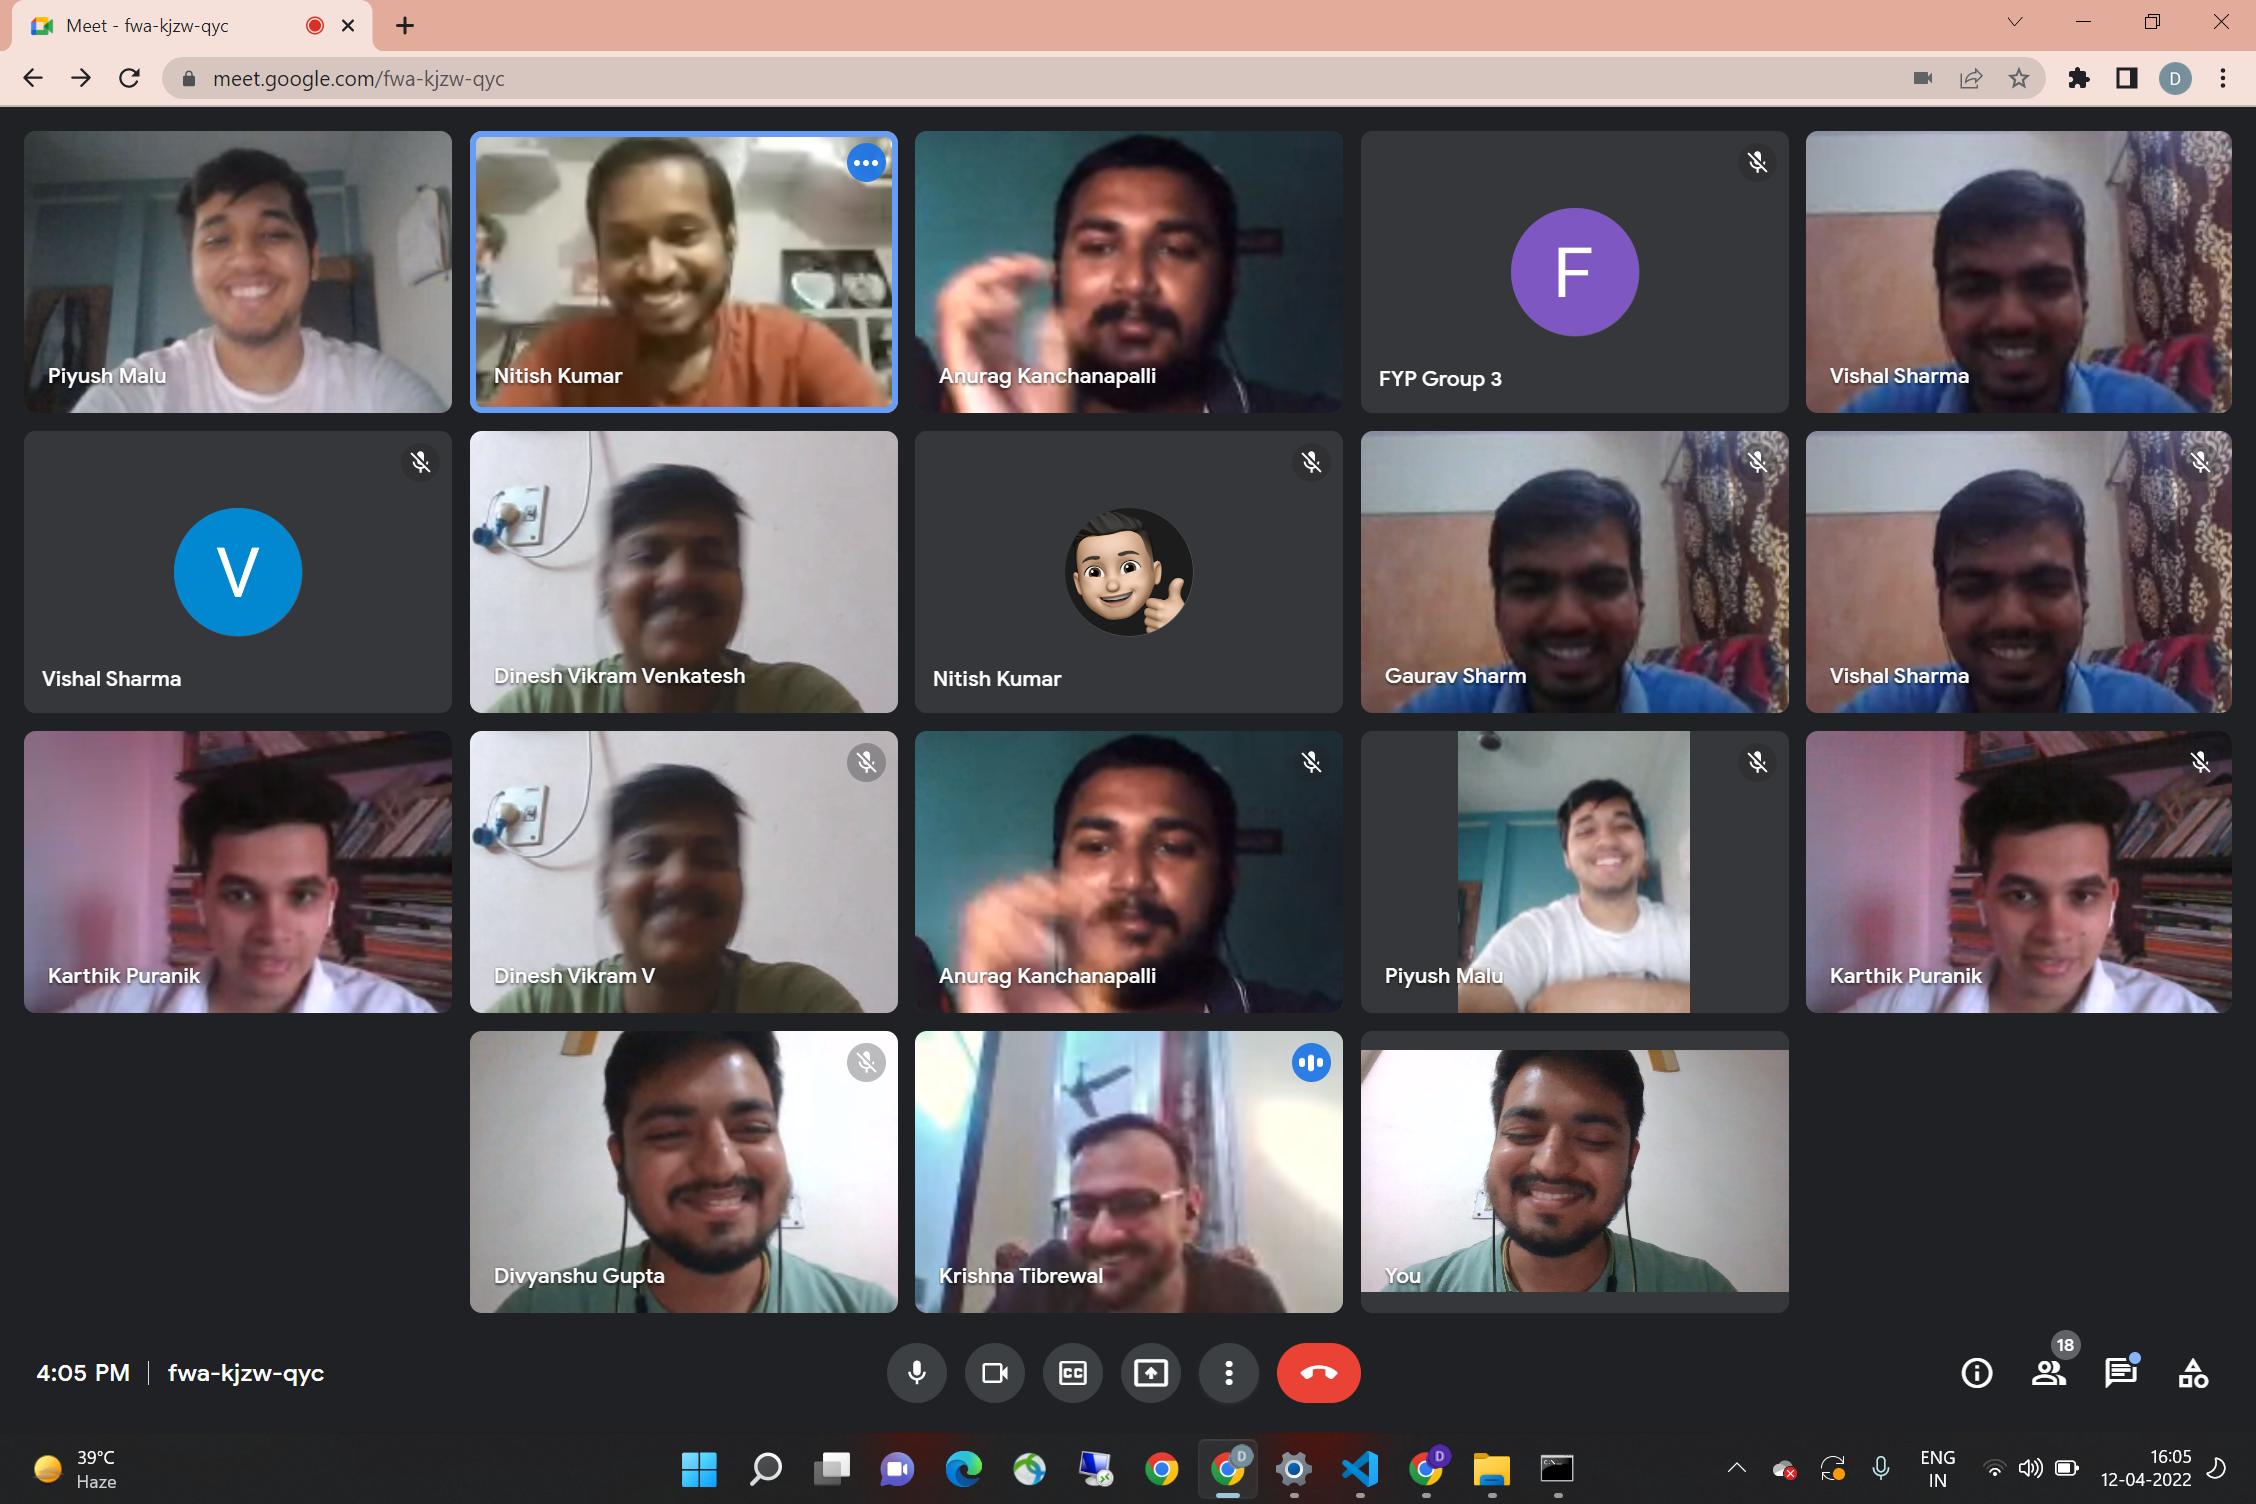 Meet - fwa-kjzw-qyc
meet.google.com/fwa-kjzw-qyc
D
Piyush Malu
Nitish Kumar
Anurag Kanchanapalli
F
FYP Group 3
Vishal Sharma
V
Vishal Sharma
Dinesh Vikram Venkatesh
Nitish Kumar
Gaurav Sharm
Vishal Sharma
Karthik Puranik
Dinesh Vikram V
Anurag Kanchanapalli
Piyush Malu
Karthik Puranik
Divyanshu Gupta
Krishna Tibrewal
You
4:05 PM
fwa-kjzw-qyc
CC
18
39°C
Haze
D
D
ENG
IN
16:05
12-04-2022